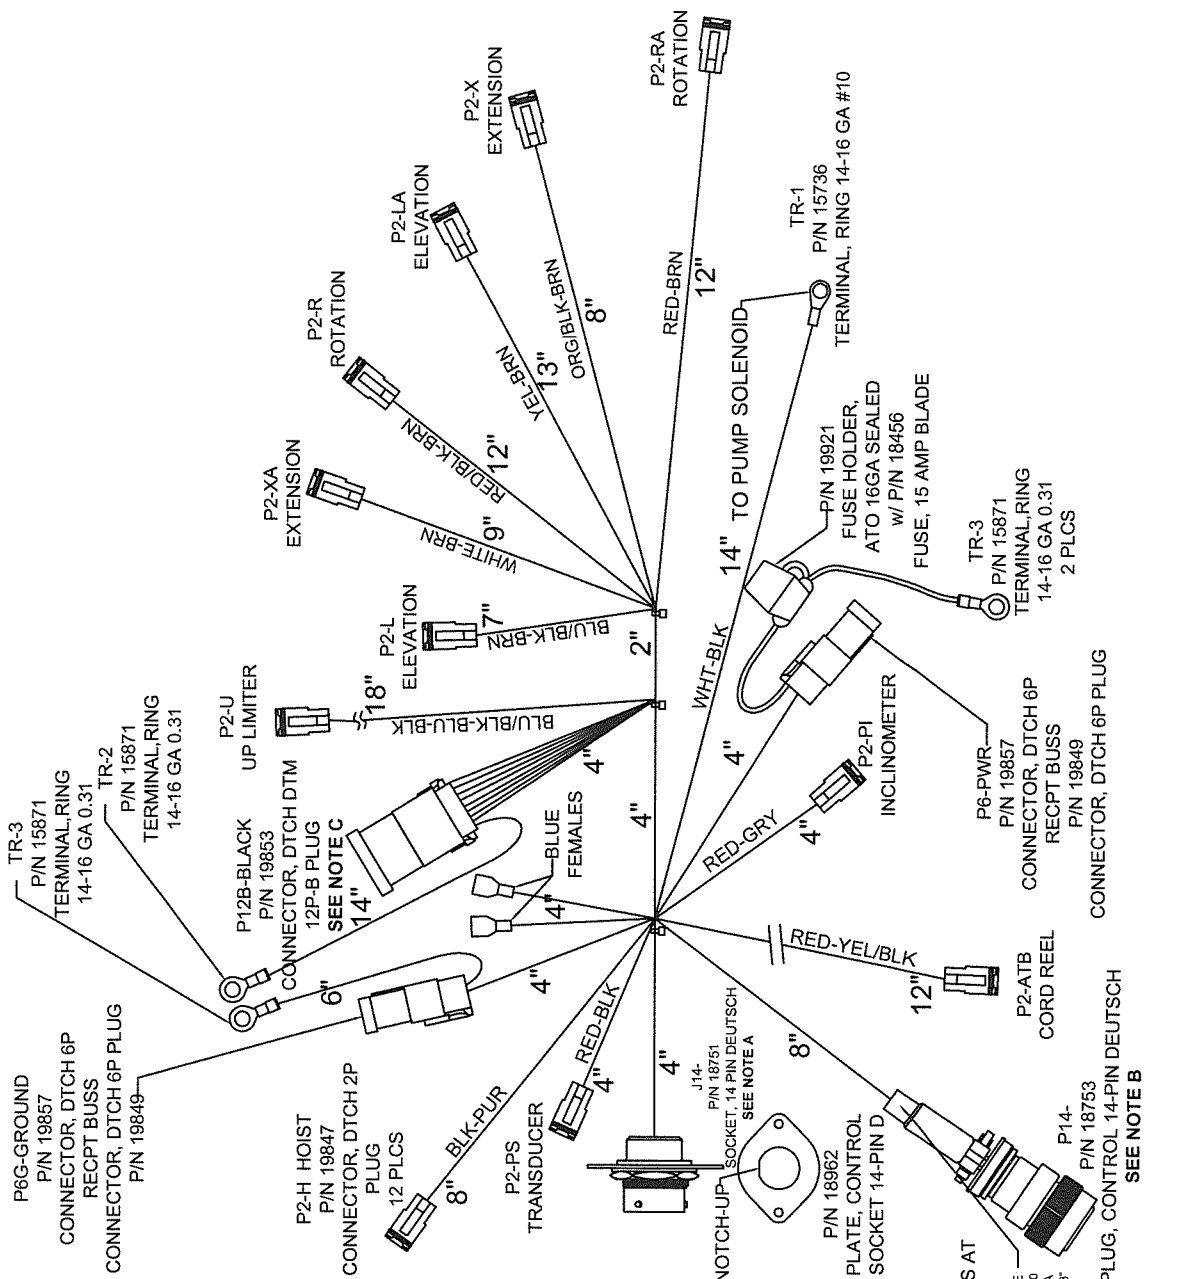 P2-RA
ROTATION
P2-X
EXTENSION
P2-LA
ELEVATION
P2-R
ROTATION
P2-XA
EXTENSION
P2-L
ELEVATION
P2-U
UP LIMITER
RED-BRN
12"
ORG/BLK-BRN
8"
YEL-BRN
13"
RED/BLK-BRN
12"
WHITE-BRN
9"
BLU/BLK-BRN
7"
2"
BLU/BLK-BLU-BLK
18"
4"
4"
TR-1
P/N 15736
TERMINAL, RING 14-16 GA #10
TO PUMP SOLENOID
14"
WHT-BLK
P/N 19921
FUSE HOLDER,
ATO 16GA SEALED
w/ P/N 18456
FUSE, 15 AMP BLADE
TR-3
P/N 15871
TERMINAL,RING
14-16 GA 0.31
2 PLCS
4"
P6-PWR
P/N 19857
CONNECTOR, DTCH 6P
RECPT BUSS
P/N 19849
CONNECTOR, DTCH 6P PLUG
P2-PI
INCLINOMETER
RED-GRY
4"
TR-3
P/N 15871
TERMINAL,RING
14-16 GA 0.31
TR-2
P/N 15871
TERMINAL,RING
14-16 GA 0.31
P12B-BLACK
P/N 19853
CONNECTOR, DTCH DTM
12P-B PLUG
SEE NOTE C
14"
BLUE
FEMALES
4"
6"
4"
P6G-GROUND
P/N 19857
CONNECTOR, DTCH 6P
RECPT BUSS
CONNECTOR, DTCH 6P PLUG
P/N 19849
P2-H HOIST
P/N 19847
CONNECTOR, DTCH 2P
PLUG
12 PLCS
BLK-PUR
8"
P2-PS
TRANSDUCER
RED-BLK
4"
4"
J14-
P/N 18751
SOCKET, 14 PIN DEUTSCH
SEE NOTE A
NOTCH-UP
P/N 18962
PLATE, CONTROL
SOCKET 14-PIN D
RED-YEL/BLK
12"
P2-ATB
CORD REEL
8"
P14-
P/N 18753
PLUG, CONTROL 14-PIN DEUTSCH
SEE NOTE B
S AT